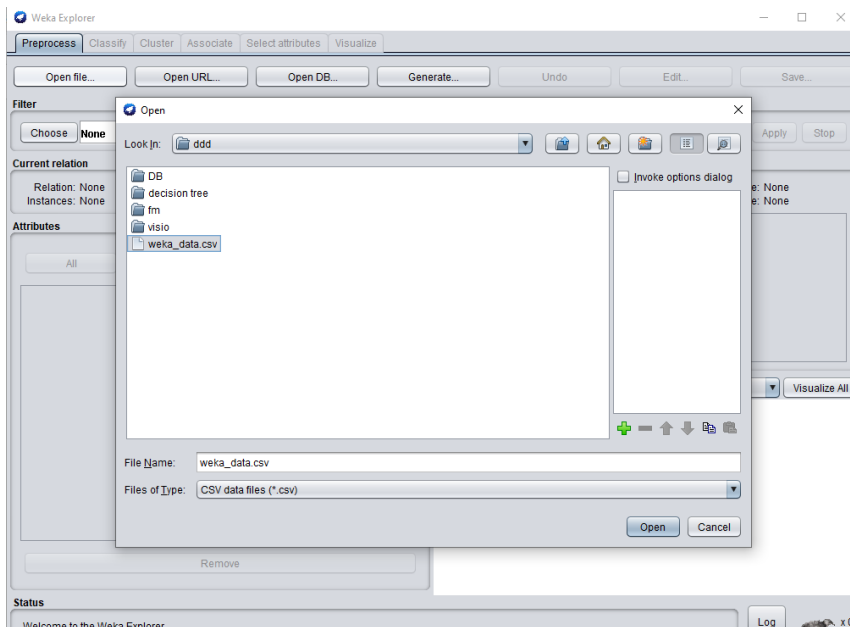 Weka Explorer
Preprocess Classify Cluster Associate Select attributes Visualize
Open file... Open URL... Open DB... Generate... Undo Edit... Save...
Filter
Choose None Apply Stop
Current relation
Relation: None
Instances: None
e: None
e: None
Attributes
All
Remove
Open
Look In: ddd
DB
decision tree
fm
visio
weka_data.csv
Invoke options dialog
File Name: weka_data.csv
Files of Type: CSV data files (*.csv)
Open Cancel
Visualize All
Status
Welcome to the Weka Explorer
Log